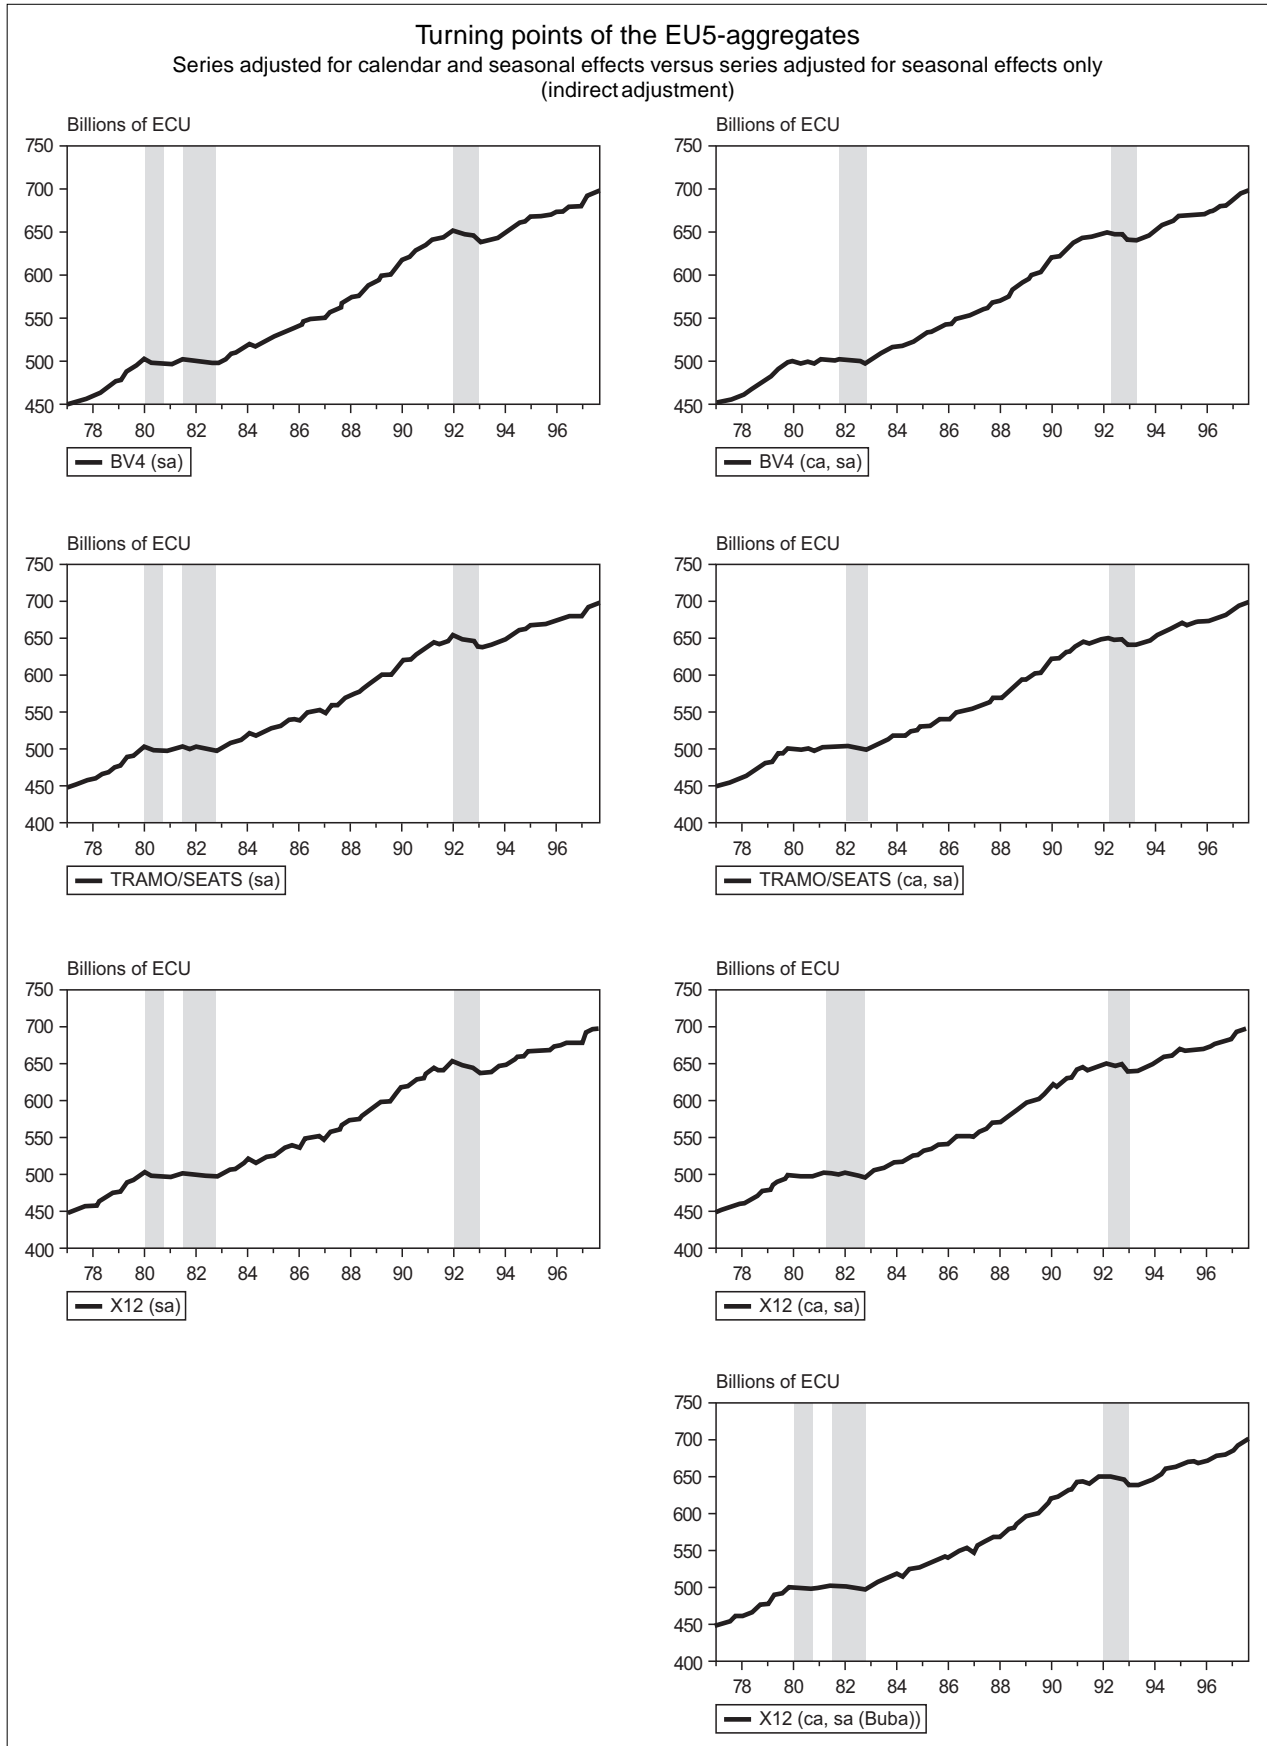 Turning points of the EU5-aggregates
Series adjusted for calendar and seasonal effects versus series adjusted for seasonal effects only
(indirect adjustment)
Billions of ECU
750
700
650
600
550
500
450
78 80 82 84 86 88 90 92 94 96
BV4 (sa)
Billions of ECU
750
700
650
600
550
500
450
78 80 82 84 86 88 90 92 94 96
BV4 (ca, sa)
Billions of ECU
750
700
650
600
550
500
450
400
78 80 82 84 86 88 90 92 94 96
TRAMO/SEATS (sa)
Billions of ECU
750
700
650
600
550
500
450
400
78 80 82 84 86 88 90 92 94 96
TRAMO/SEATS (ca, sa)
Billions of ECU
750
700
650
600
550
500
450
400
78 80 82 84 86 88 90 92 94 96
X12 (sa)
Billions of ECU
750
700
650
600
550
500
450
400
78 80 82 84 86 88 90 92 94 96
X12 (ca, sa)
Billions of ECU
750
700
650
600
550
500
450
400
78 80 82 84 86 88 90 92 94 96
X12 (ca, sa (Buba))